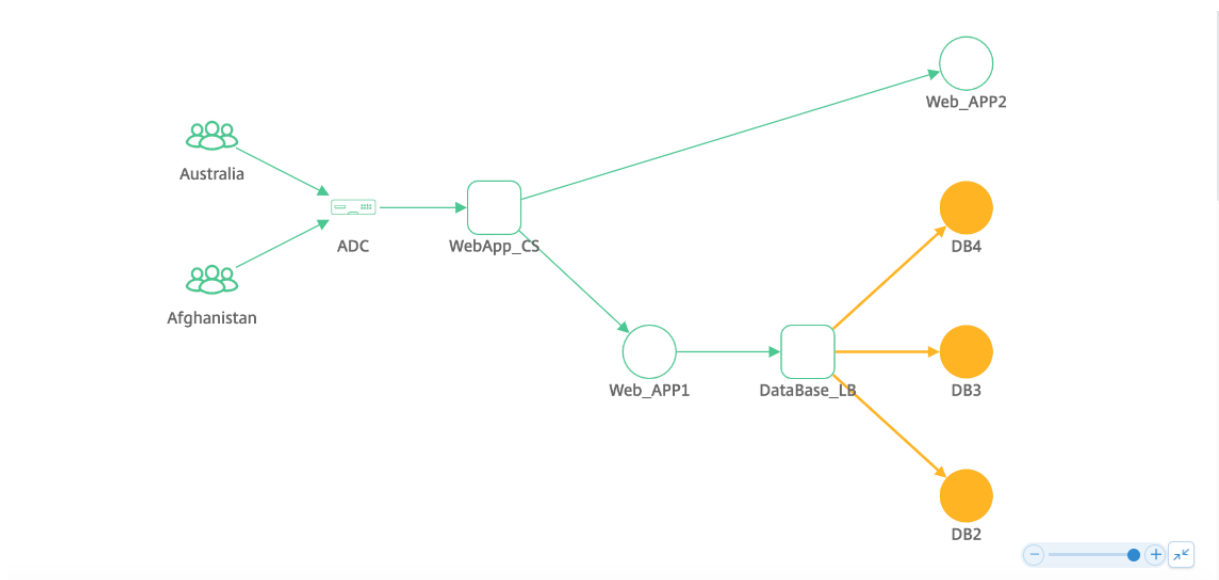 Web_APP2
Australia
ADC
WebApp_CS
DB4
Afghanistan
Web_APP1
DataBase_LB
DB3
DB2